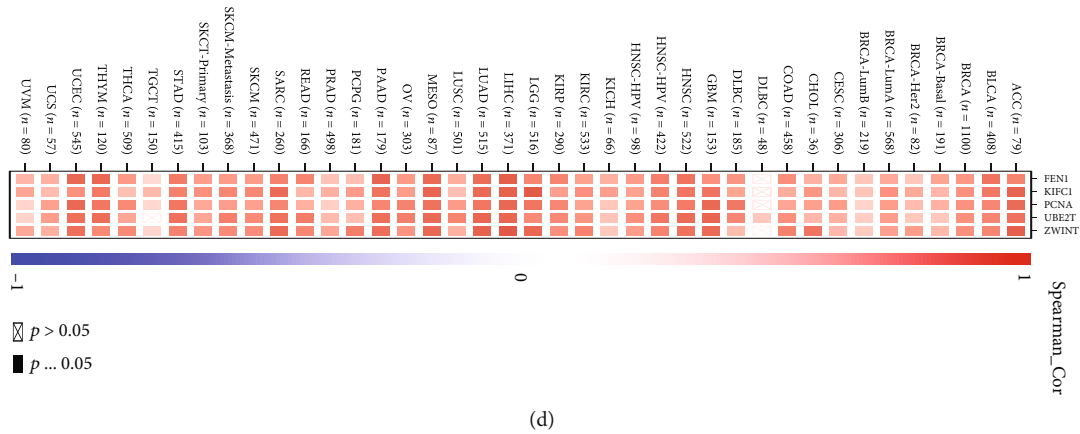 UVM (n = 80)
UCS (n = 57)
UCEC (n = 545)
THYM (n = 120)
THCA (n = 509)
TGCT (n = 150)
STAD (n = 415)
SKCT-Primary (n = 103)
SKCM-Metastasis (n = 368)
SKCM (n = 471)
SARC (n = 260)
READ (n = 166)
PRAD (n = 498)
PCPG (n = 181)
PAAD (n = 179)
OV (n = 303)
MESO (n = 87)
LUSC (n = 501)
LUAD (n = 515)
LIHC (n = 371)
LGG (n = 516)
KIRP (n = 290)
KIRC (n = 533)
KICH (n = 66)
HNSC-HPV (n = 98)
HNSC-HPV (n = 422)
HNSC (n = 522)
GBM (n = 153)
DLBC (n = 185)
DLBC (n = 48)
COAD (n = 458)
CHOL (n = 36)
CESC (n = 306)
BRCA-LumB (n = 219)
BRCA-LumA (n = 568)
BRCA-Her2 (n = 82)
BRCA-Basal (n = 191)
BRCA (n = 1100)
BLCA (n = 408)
ACC (n = 79)
FEN1
KIFC1
PCNA
UBE2T
ZWINT
−1
0
1
Spearman_Cor
p > 0.05
p ... 0.05
(d)